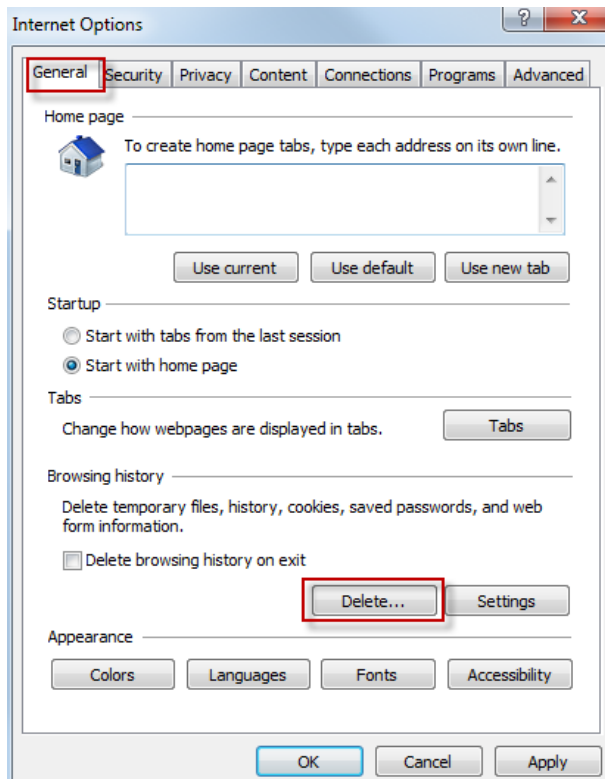 Internet Options
?
X
General Security Privacy Content Connections Programs Advanced
Home page
To create home page tabs, type each address on its own line.
Use current Use default Use new tab
Startup
Start with tabs from the last session
Start with home page
Tabs
Change how webpages are displayed in tabs.
Tabs
Browsing history
Delete temporary files, history, cookies, saved passwords, and web
form information.
Delete browsing history on exit
Delete... Settings
Appearance
Colors Languages Fonts Accessibility
OK Cancel Apply